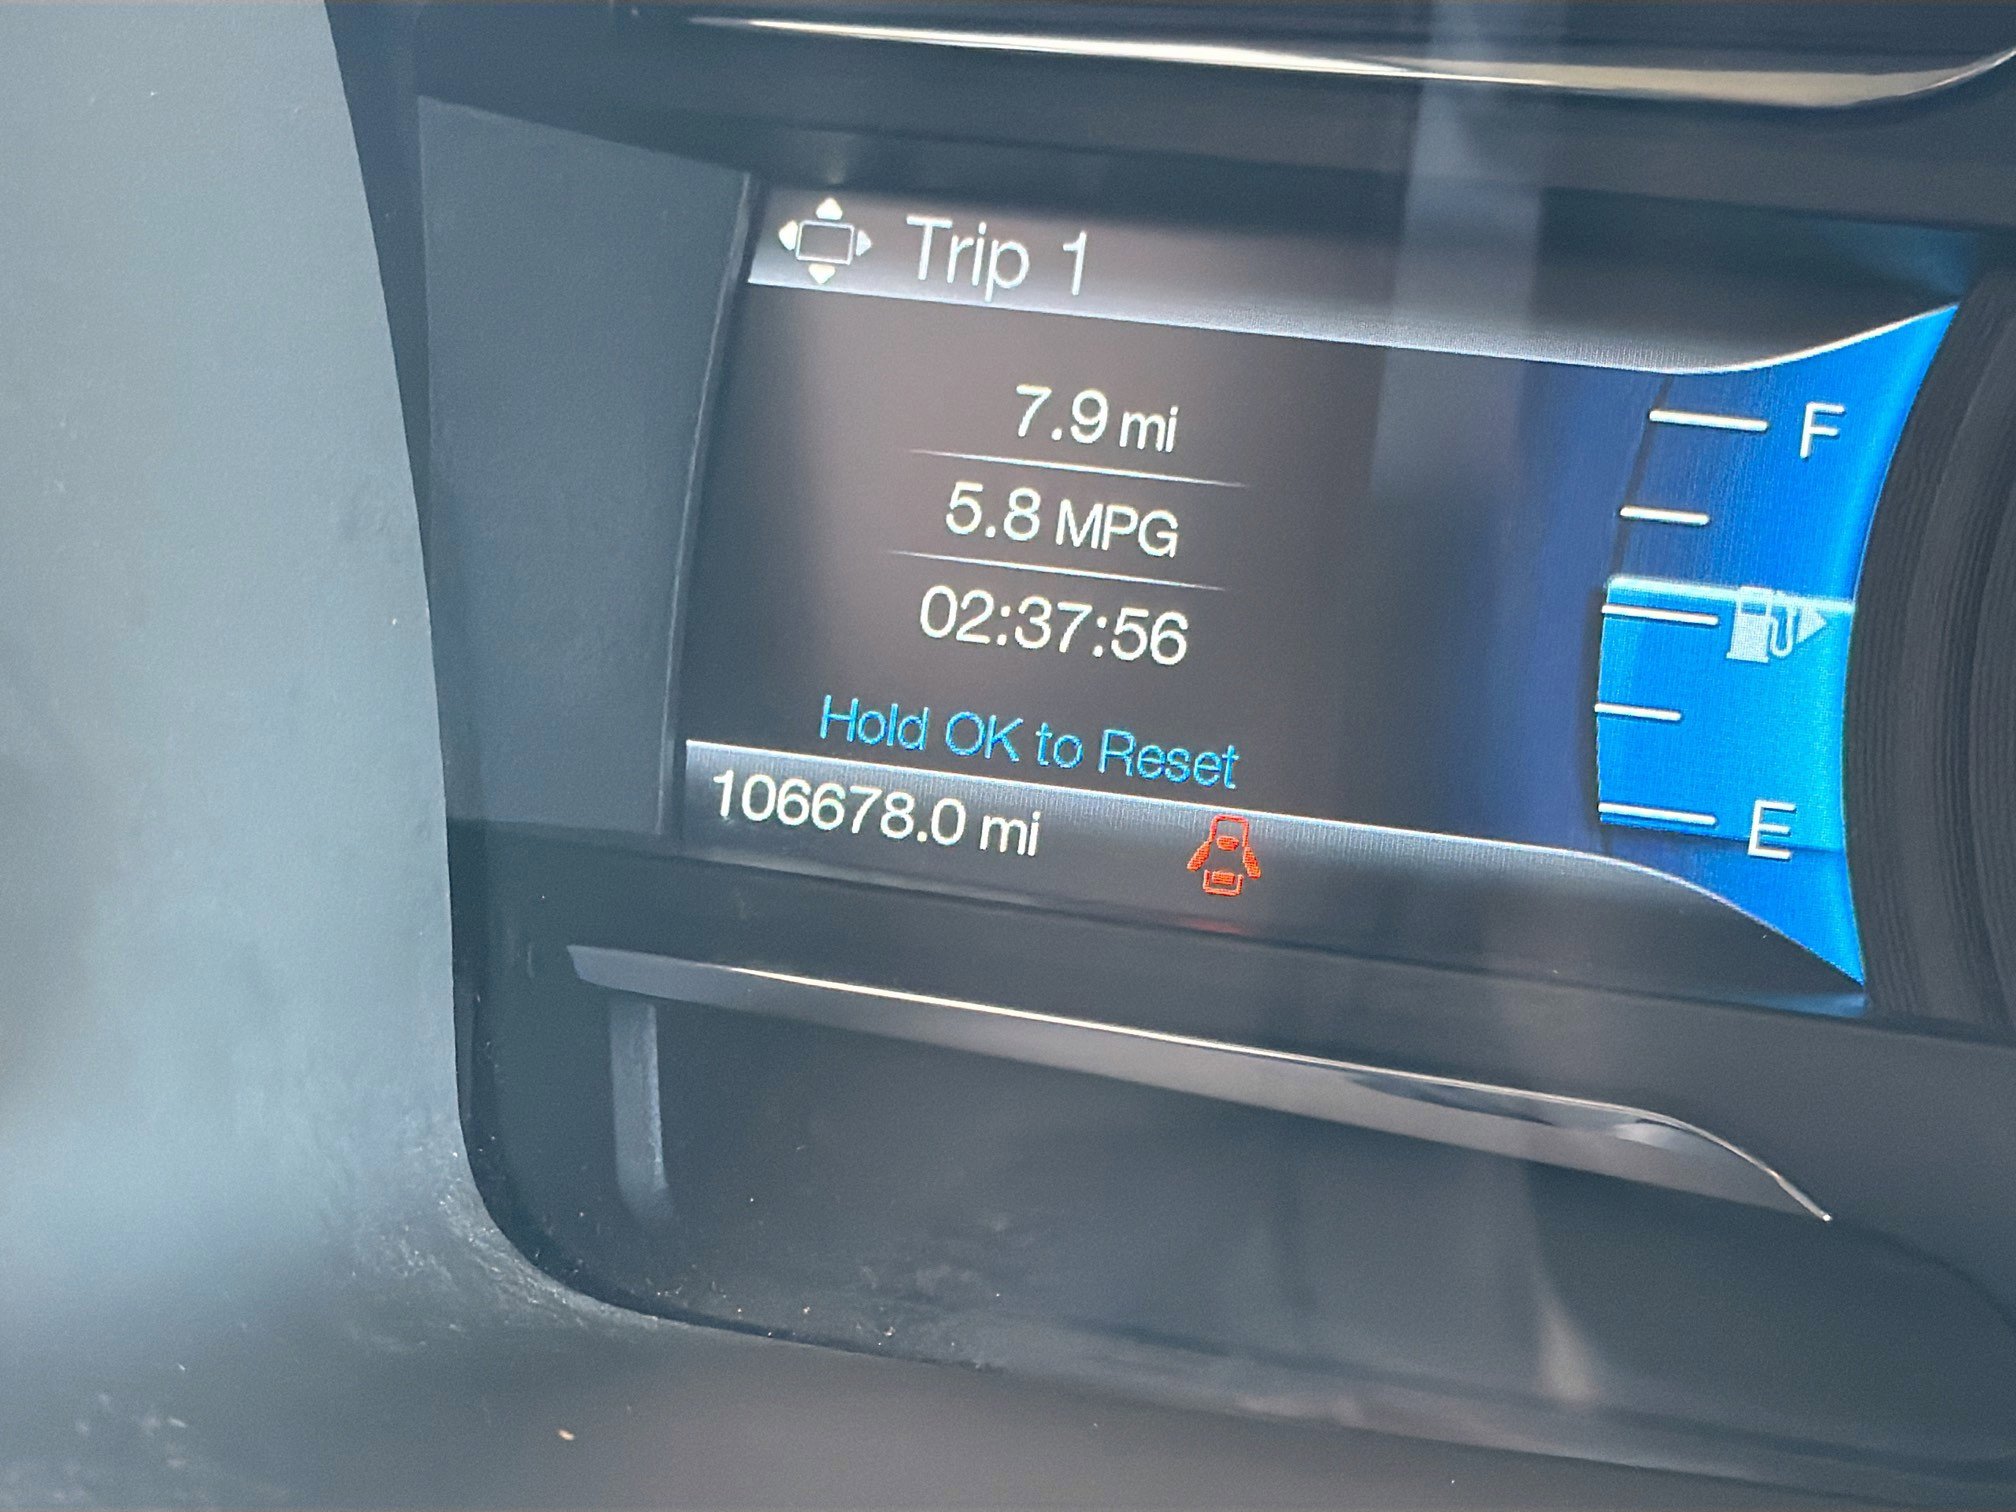 Trip 1
7.9 mi
5.8 MPG
02:37:56
Hold OK to Reset
106678.0 mi
F
E